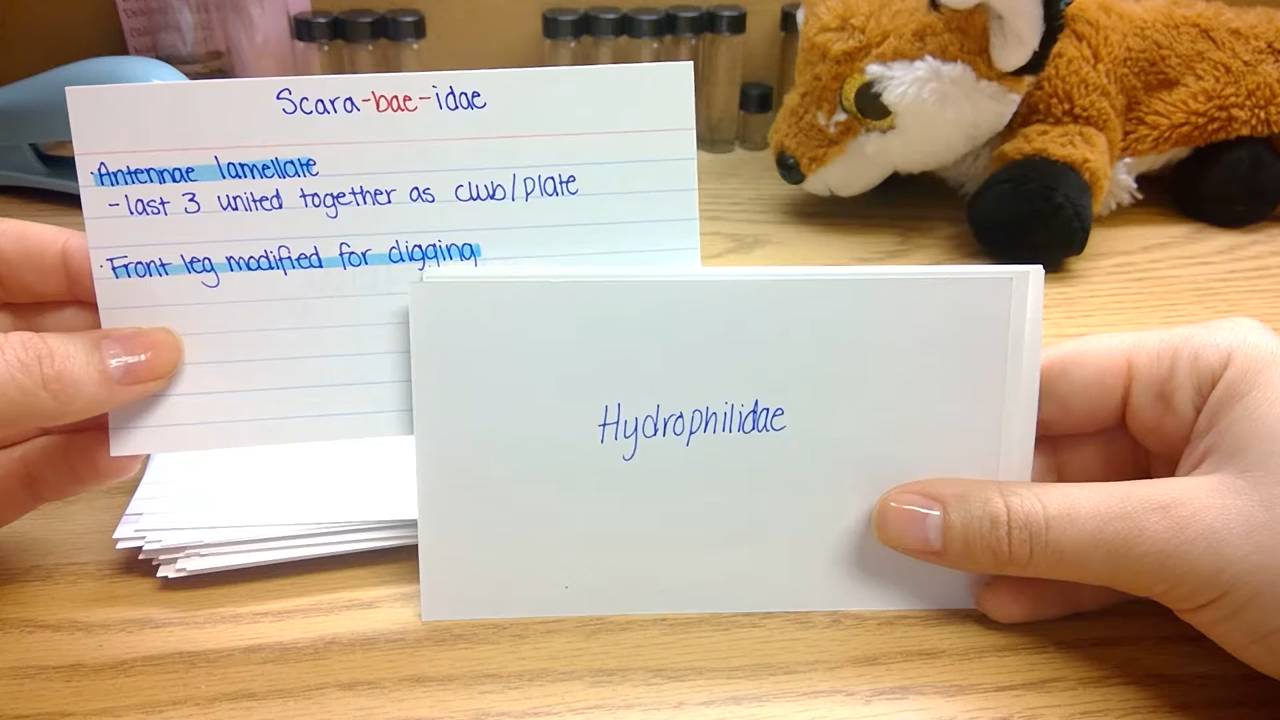 Scara-bae-idae
·Antennae lamellate
-last 3 united together as club/plate
·Front leg modified for digging
Hydrophilidae